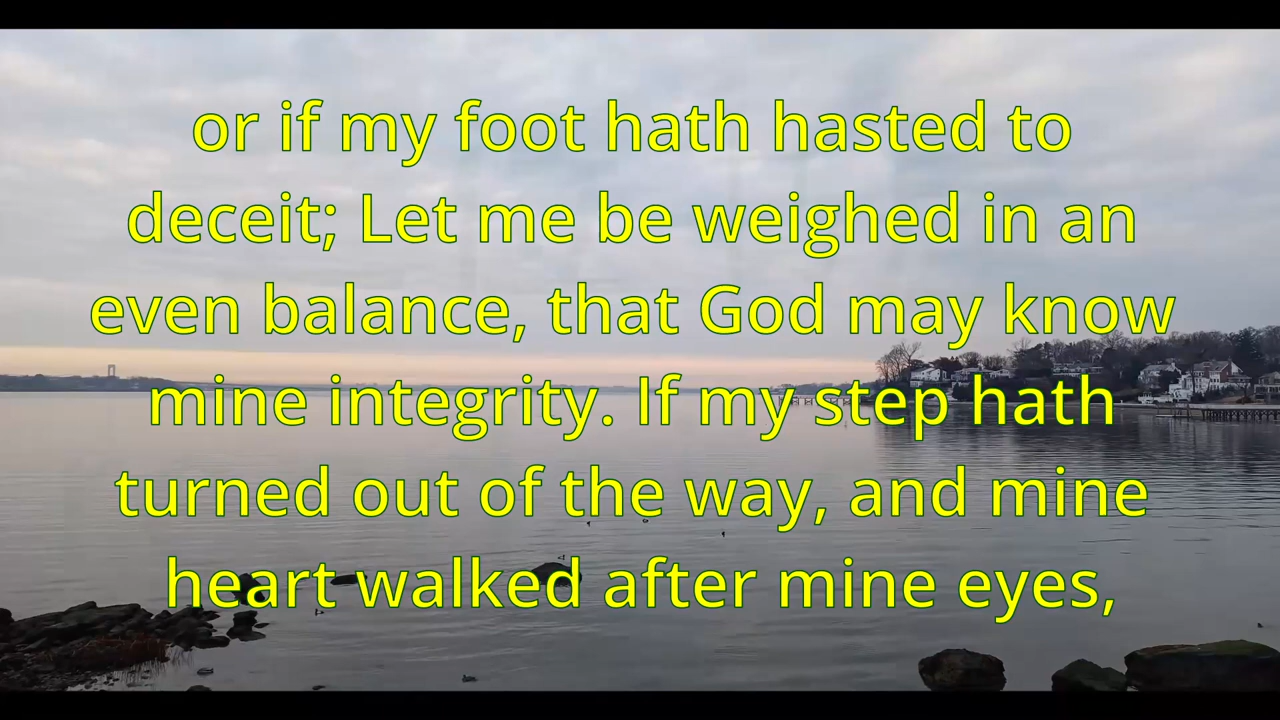 or if my foot hath hasted to
deceit; Let me be weighed in an
even balance, that God may know
mine integrity. If my step hath
turned out of the way, and mine
heart walked after mine eyes,